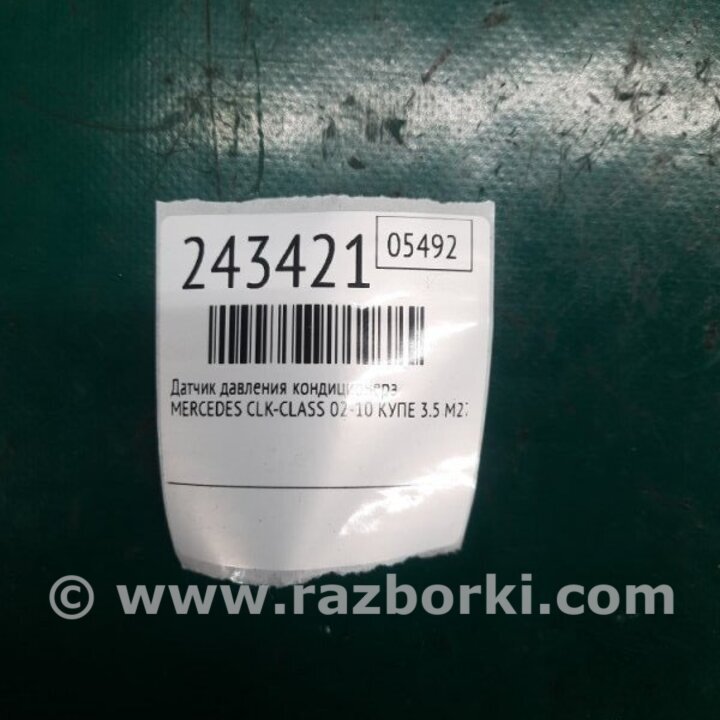 243421
05492
Датчик давления кондиционера
MERCEDES CLK-CLASS 02-10 КУПЕ 3.5 M27
© www.razborki.com